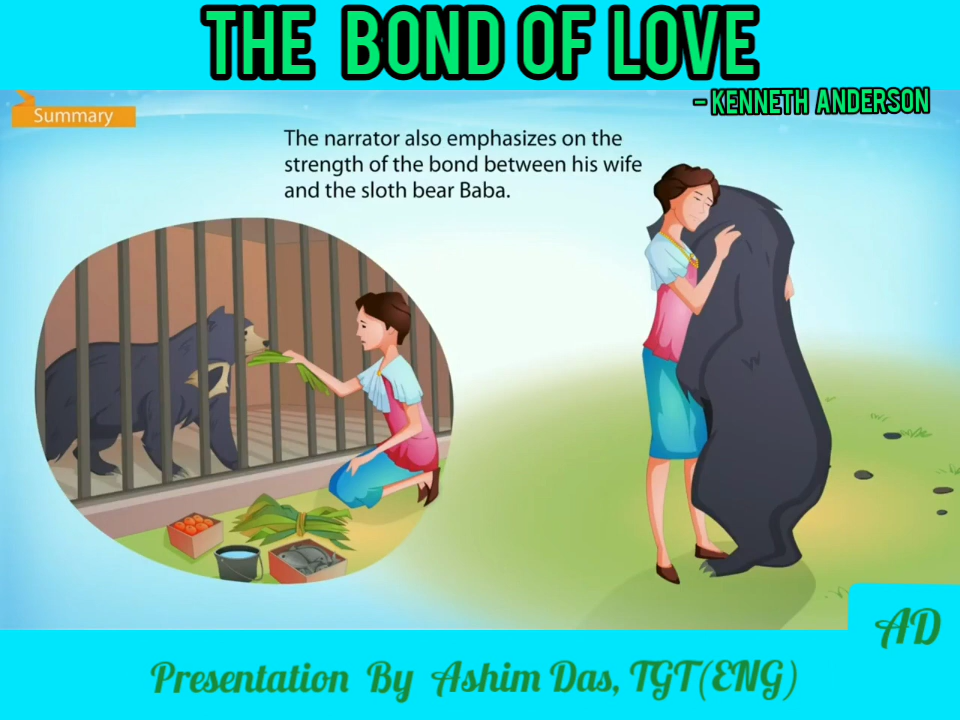 THE BOND OF LOVE
- KENNETH ANDERSON
Summary
The narrator also emphasizes on the
strength of the bond between his wife
and the sloth bear Baba.
AD
Presentation By Ashim Das, TGT(ENG)